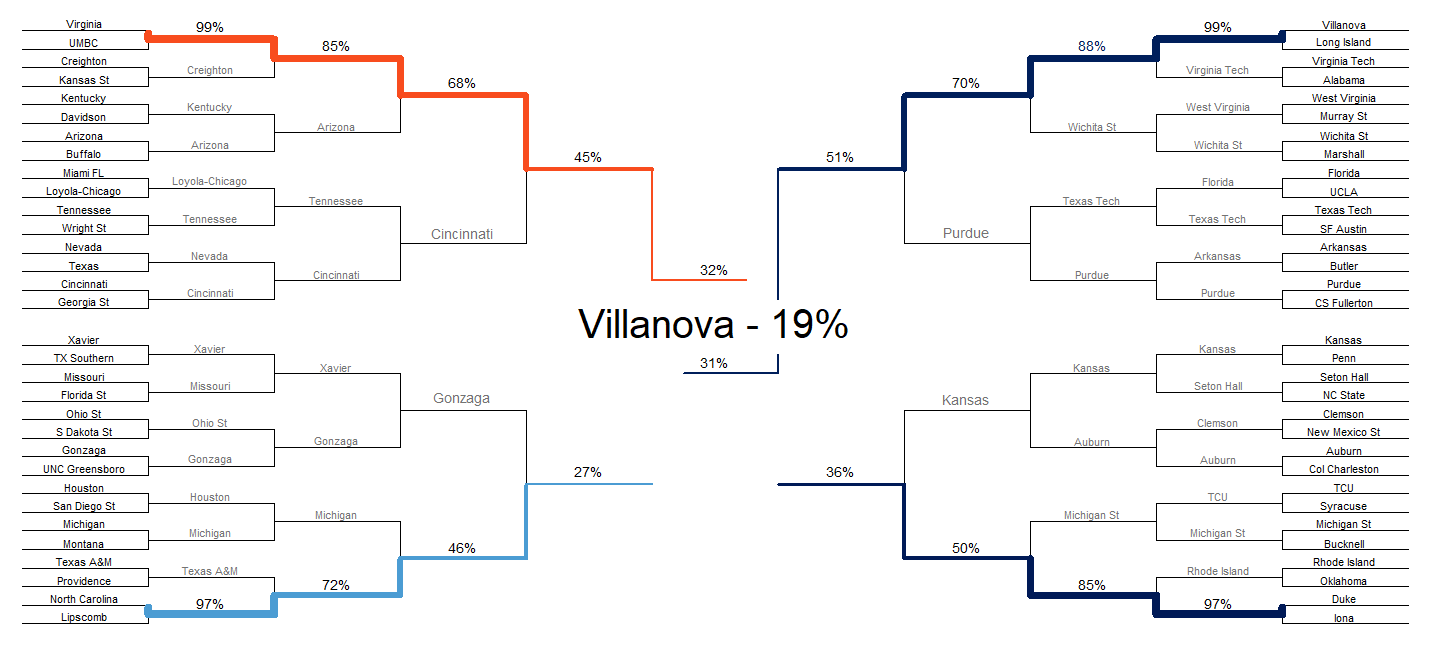 Virginia
UMBC
Creighton
Kansas St
Kentucky
Davidson
Arizona
Buffalo
Miami FL
Loyola-Chicago
Tennessee
Wright St
Nevada
Texas
Cincinnati
Georgia St
Xavier
TX Southern
Missouri
Florida St
Ohio St
S Dakota St
Gonzaga
UNC Greensboro
Houston
San Diego St
Michigan
Montana
Texas A&M
Providence
North Carolina
Lipscomb
99%
Creighton
Kentucky
Arizona
Loyola-Chicago
Tennessee
Nevada
Cincinnati
Xavier
Missouri
Ohio St
Gonzaga
Houston
Michigan
Texas A&M
97%
85%
Arizona
Tennessee
Cincinnati
Xavier
Gonzaga
Michigan
72%
68%
Cincinnati
Gonzaga
46%
45%
27%
32%
Villanova - 19%
31%
51%
36%
70%
Purdue
Kansas
50%
88%
Wichita St
Texas Tech
Purdue
Kansas
Auburn
Michigan St
85%
99%
Virginia Tech
West Virginia
Wichita St
Florida
Texas Tech
Arkansas
Purdue
Kansas
Seton Hall
Clemson
Auburn
TCU
Michigan St
Rhode Island
97%
Villanova
Long Island
Virginia Tech
Alabama
West Virginia
Murray St
Wichita St
Marshall
Florida
UCLA
Texas Tech
SF Austin
Arkansas
Butler
Purdue
CS Fullerton
Kansas
Penn
Seton Hall
NC State
Clemson
New Mexico St
Auburn
Col Charleston
TCU
Syracuse
Michigan St
Bucknell
Rhode Island
Oklahoma
Duke
Iona